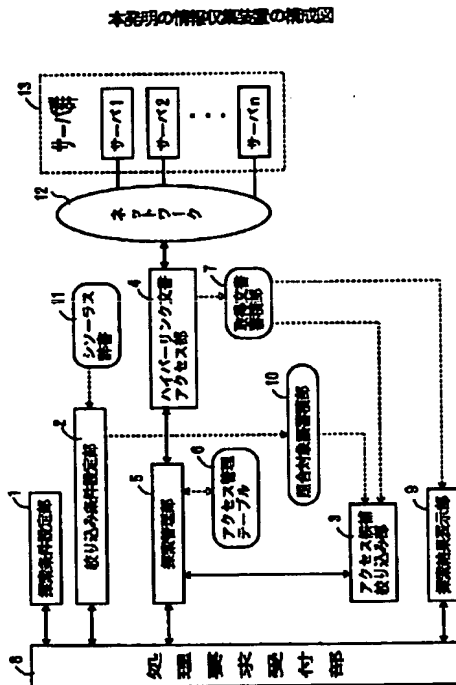 本発明の情報収集装置の構成図
13
サーバ群
サーバ1
サーバ2
・・・
サーバn
12
ネットワーク
11
シソーラス
辞書
4
ハイパーリンク文書
アクセス部
7
取得文書
蓄積部
1
探索条件設定部
2
絞り込み条件設定部
5
探索管理部
6
アクセス管理
テーブル
10
照合対象語蓄積部
3
アクセス候補
絞り込み部
9
探索結果表示部
8
処理要求受付部